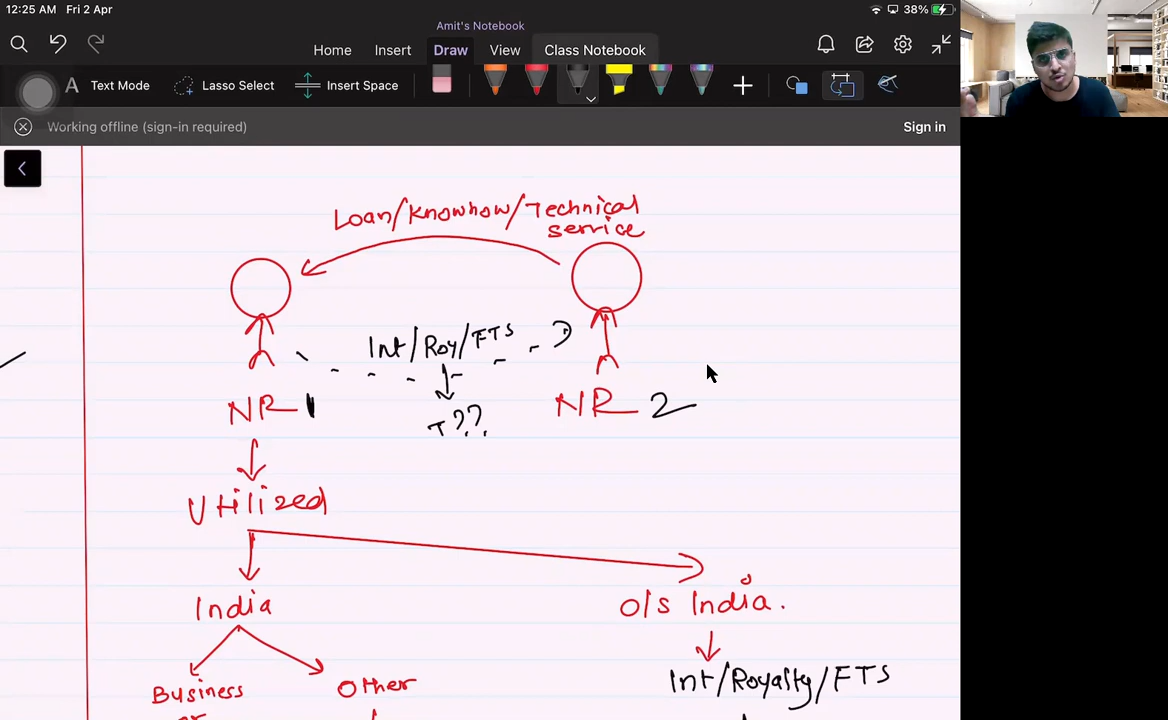 12:25 AM Fri 2 Apr
38%
Amit's Notebook
Home Insert Draw View Class Notebook
A Text Mode Lasso Select Insert Space
Working offline (sign-in required) Sign in
Loan/Knowhow/Technical
service
Int/Roy/FTS
NR 1
NR 2
T??
Utilized
India
O/S India.
Int/Royalty/FTS
Business
Other
or